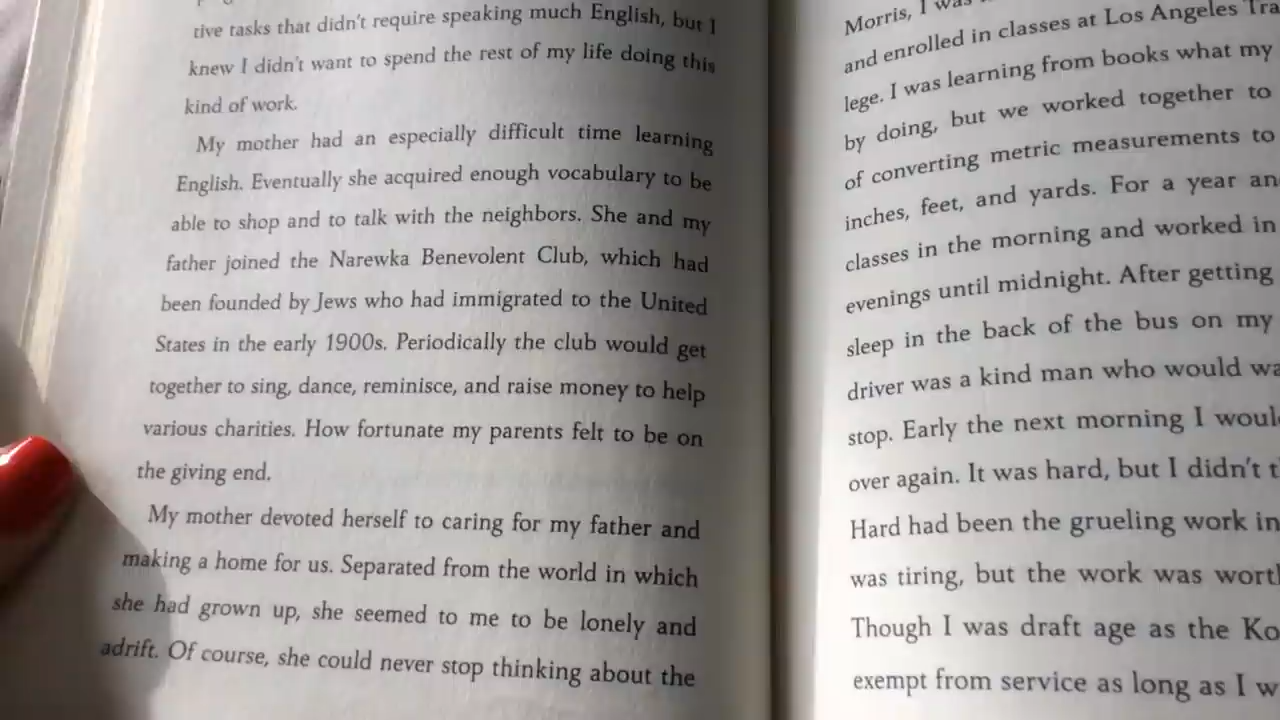 tive tasks that didn't require speaking much English, but I
knew I didn't want to spend the rest of my life doing this
kind of work.
My mother had an especially difficult time learning
English. Eventually she acquired enough vocabulary to be
able to shop and to talk with the neighbors. She and my
father joined the Narewka Benevolent Club, which had
been founded by Jews who had immigrated to the United
States in the early 1900s. Periodically the club would get
together to sing, dance, reminisce, and raise money to help
various charities. How fortunate my parents felt to be on
the giving end.
My mother devoted herself to caring for my father and
making a home for us. Separated from the world in which
she had grown up, she seemed to me to be lonely and
adrift. Of course, she could never stop thinking about the
Morris, I was
and enrolled in classes at Los Angeles Tra
lege. I was learning from books what my
by doing, but we worked together to
of converting metric measurements to
inches, feet, and yards. For a year an
classes in the morning and worked in
evenings until midnight. After getting
sleep in the back of the bus on my
driver was a kind man who would wa
stop. Early the next morning I woul
over again. It was hard, but I didn't t
Hard had been the grueling work in
was tiring, but the work was wort
Though I was draft age as the Ko
exempt from service as long as I w